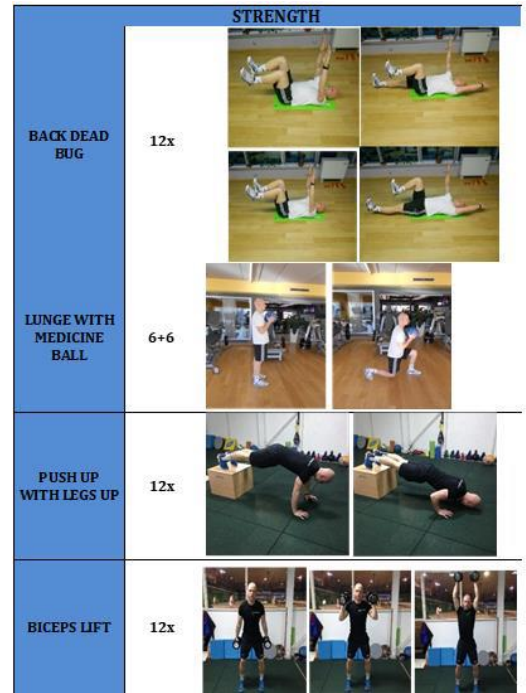 STRENGTH
BACK DEAD
BUG
12x
LUNGE WITH
MEDICINE
BALL
6+6
PUSH UP
WITH LEGS UP
12x
BICEPS LIFT
12x